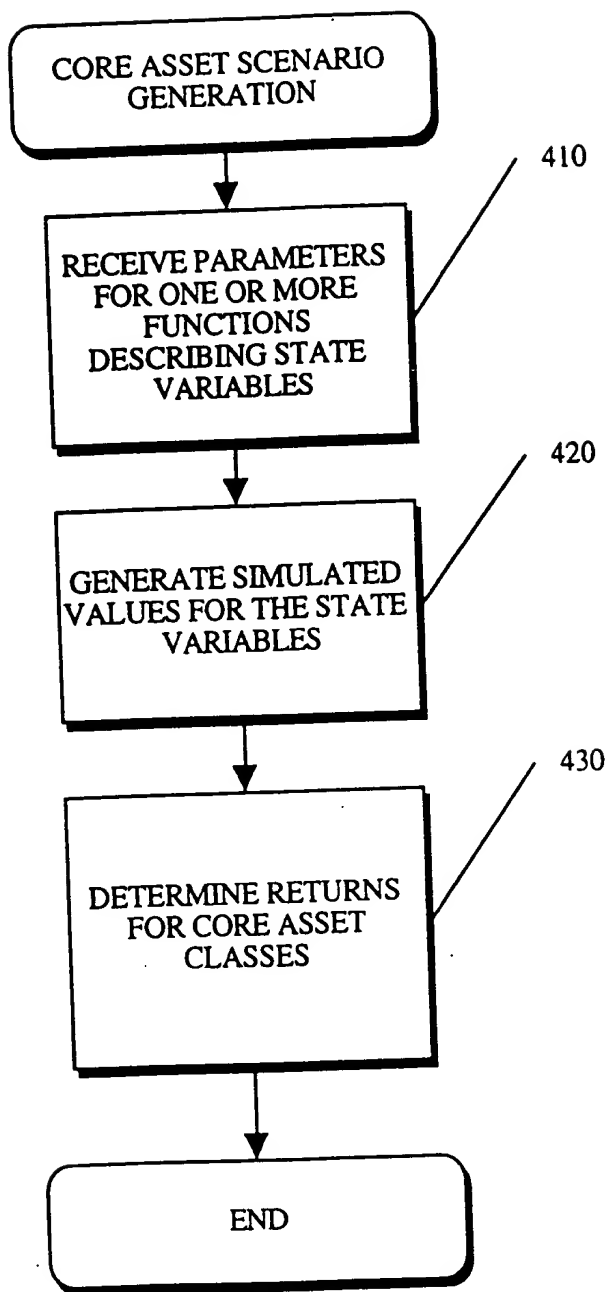 CORE ASSET SCENARIO
GENERATION
410
RECEIVE PARAMETERS
FOR ONE OR MORE
FUNCTIONS
DESCRIBING STATE
VARIABLES
420
GENERATE SIMULATED
VALUES FOR THE STATE
VARIABLES
430
DETERMINE RETURNS
FOR CORE ASSET
CLASSES
END